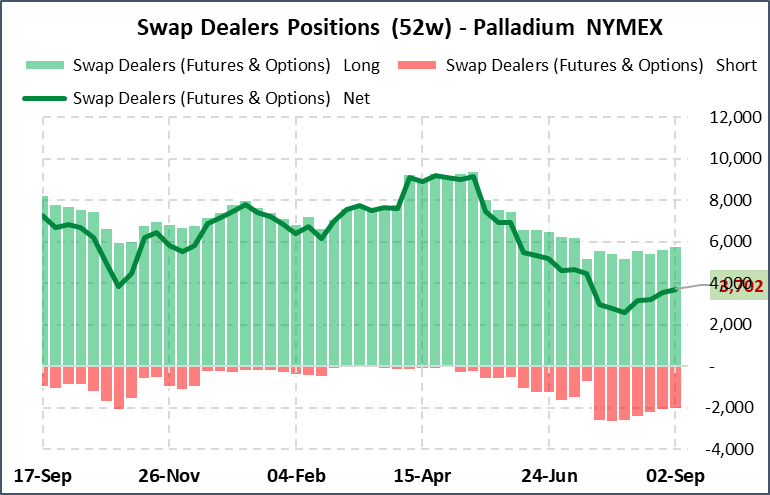 Swap Dealers Positions (52w) - Palladium NYMEX
Swap Dealers (Futures & Options) Long
Swap Dealers (Futures & Options) Short
Swap Dealers (Futures & Options) Net
12,000
10,000
8,000
6,000
4,000
3,702
2,000
-
-2,000
-4,000
17-Sep 26-Nov 04-Feb 15-Apr 24-Jun 02-Sep